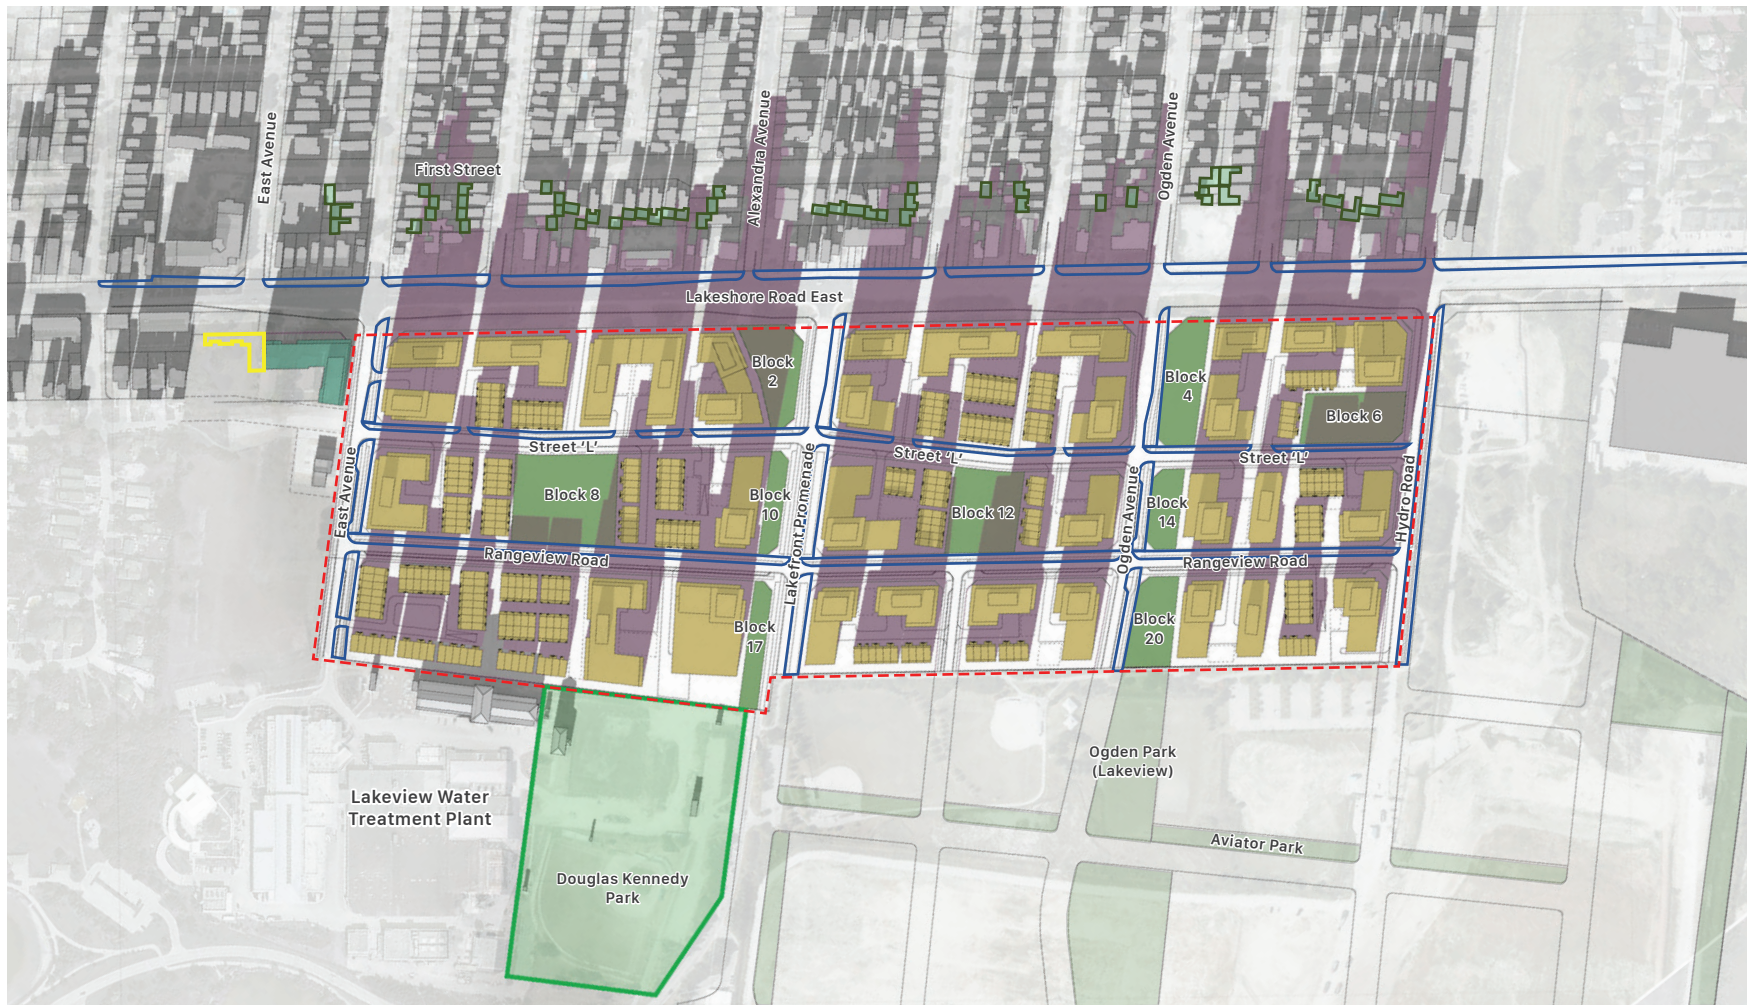 East Avenue
First Street
Alexandra Avenue
Ogden Avenue
Lakeshore Road East
Block
2
Block
4
Block 6
Street ‘L’
Street ‘L’
Street ‘L’
East Avenue
Block 8
Block
10
Lakefront Promenade
Block 12
Ogden Avenue
Block
14
Hydro Road
Rangeview Road
Rangeview Road
Block
17
Block
20
Ogden Park
(Lakeview)
Lakeview Water
Treatment Plant
Aviator Park
Douglas Kennedy
Park